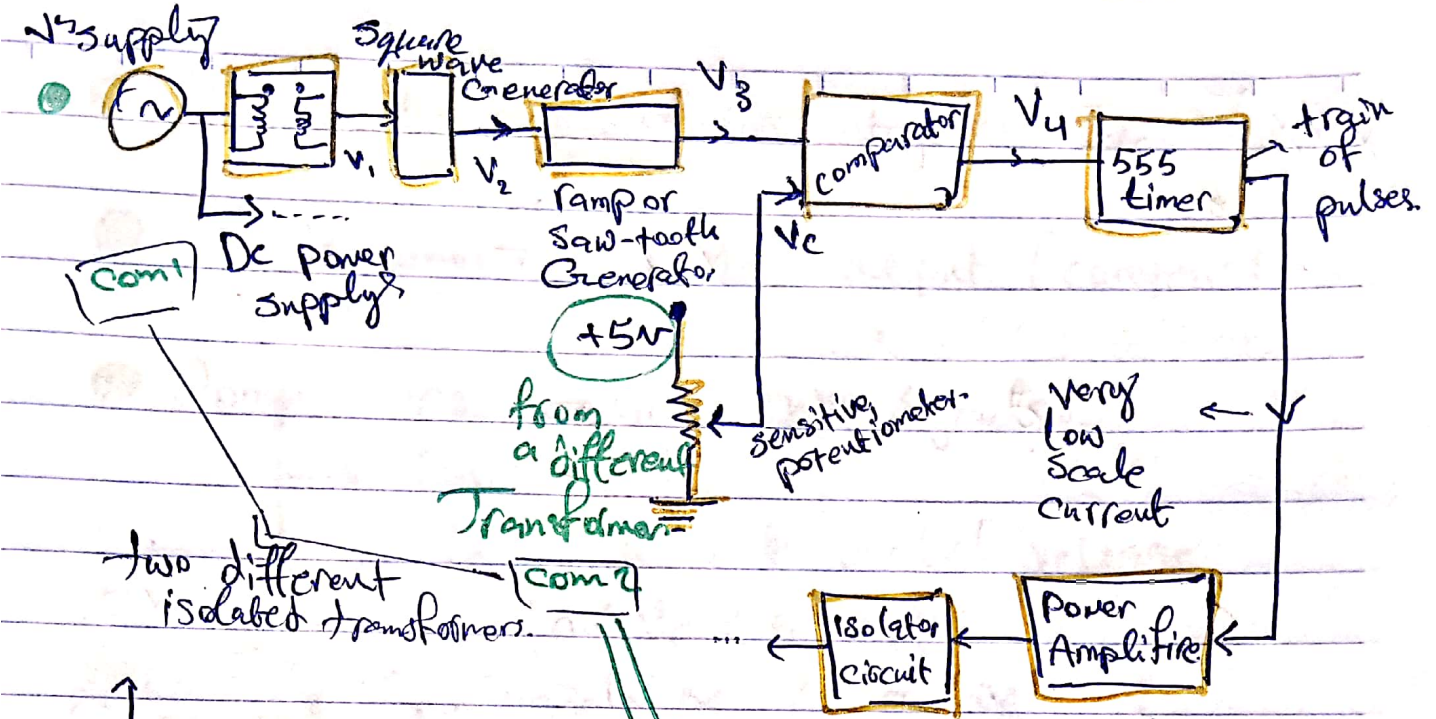 supply
Square
wave
Generator
V₁
V₂
ramp or
Saw-tooth
Generator
V₃
comparator
Vc
V₄
555
timer
train
of
pulses.
Dc power
supply
com1
+5v
from
a different
Transformer
sensitive
potentiometer.
Very
Low
Scale
Current
two different
isolated transformers.
com2
...
isolator
circuit
Power
Amplifire